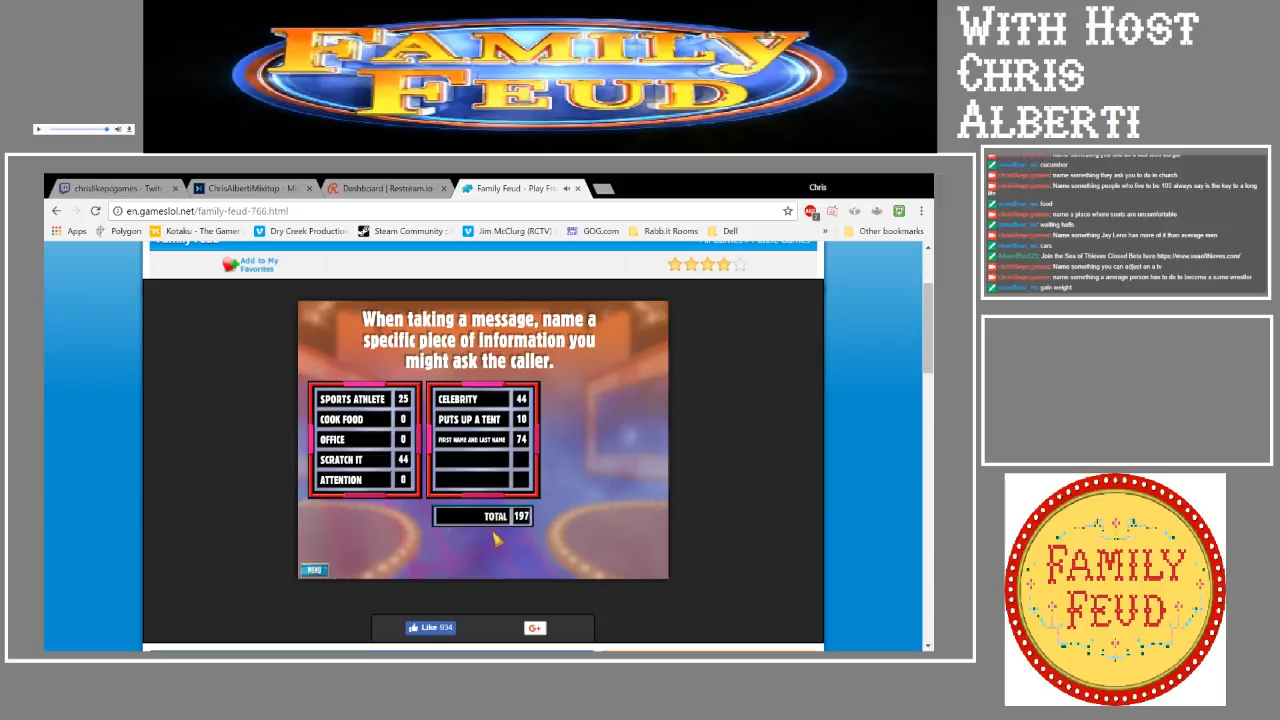 FAMILY
FEUD
With Host
Chris
Alberti
chrislikepcgames - Twit
ChrisAlbertiMixitup - Mi
Dashboard | Restream.io
Family Feud - Play Fr
Chris
en.gameslol.net/family-feud-766.html
Apps
Polygon
Kotaku - The Gamer
Dry Creek Production
Steam Community
Jim McClurg (RCTV)
GOG.com
Rabb.it Rooms
Dell
»
Other bookmarks
Add to My
Favorites
When taking a message, name a
specific piece of information you
might ask the caller.
SPORTS ATHLETE 25
COOK FOOD 0
OFFICE 0
SCRATCH IT 44
ATTENTION 0
CELEBRITY 44
PUTS UP A TENT 10
FIRST NAME AND LAST NAME 74
TOTAL 197
MENU
Like 934
G+
cucumber
chrislikepcgames: name something they ask you to do in church
chrislikepcgames: Name something people who live to be 100 always say is the key to a long
life
food
chrislikepcgames: name a place where seats are uncomfortable
waiting halls
chrislikepcgames: Name something Jay Leno has more of it than average men
cars
AlbertiBot123: Join the Sea of Thieves Closed Beta here https://www.seaofthieves.com/
chrislikepcgames: Name something you can adjust on a tv
chrislikepcgames: name something a average person has to do to become a sumo wrestler
gain weight
FAMILY
FEUD